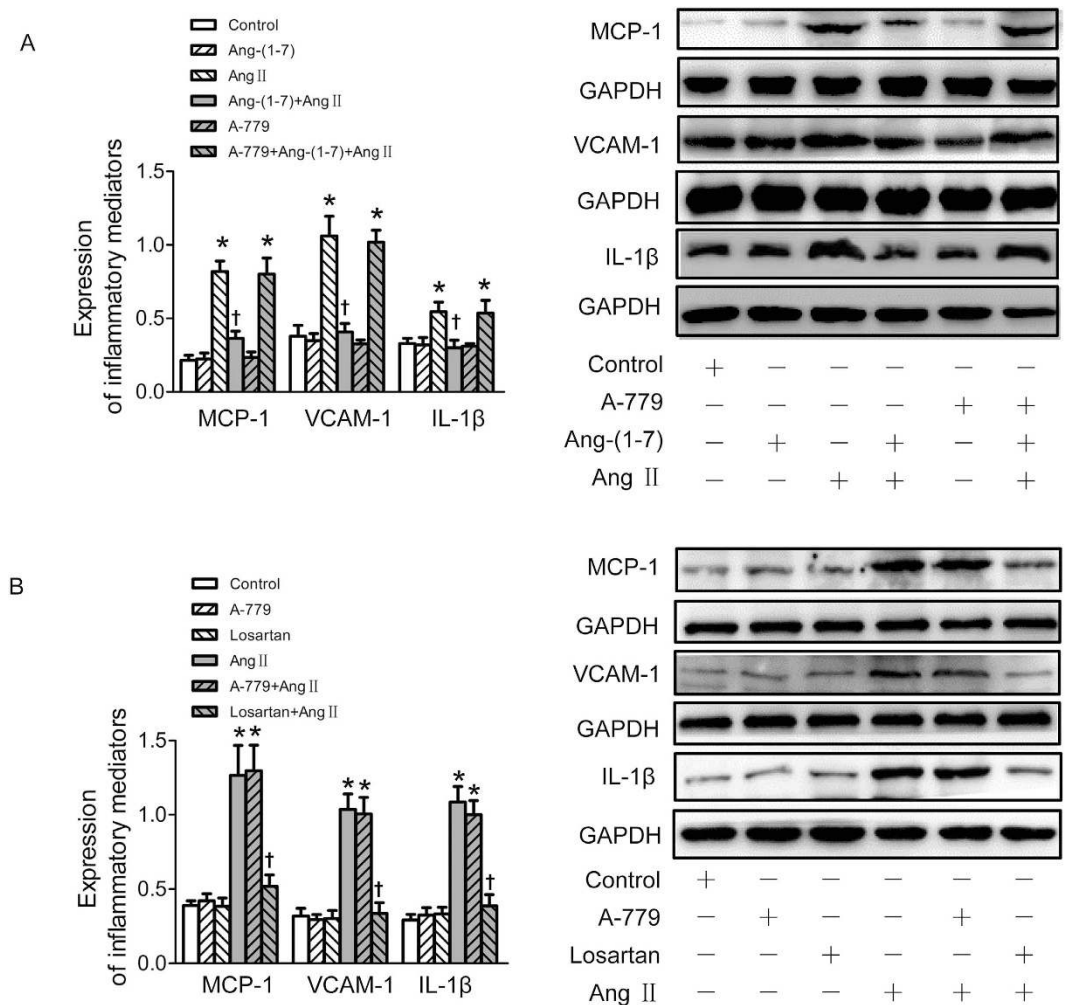 A
Control
Ang-(1-7)
Ang Ⅱ
Ang-(1-7)+Ang Ⅱ
A-779
A-779+Ang-(1-7)+Ang Ⅱ
Expression
of inflammatory mediators
1.5
1.0
0.5
0.0
* † *
* † *
* † *
MCP-1 VCAM-1 IL-1β
MCP-1
GAPDH
VCAM-1
GAPDH
IL-1β
GAPDH
Control + − − − − −
A-779 − − − − + +
Ang-(1-7) − + − + − +
Ang Ⅱ − − + + − +
B
Control
A-779
Losartan
Ang Ⅱ
A-779+Ang Ⅱ
Losartan+Ang Ⅱ
Expression
of inflammatory mediators
1.5
1.0
0.5
0.0
* * †
* * †
* * †
MCP-1 VCAM-1 IL-1β
MCP-1
GAPDH
VCAM-1
GAPDH
IL-1β
GAPDH
Control + − − − − −
A-779 − + − − + −
Losartan − − + − − +
Ang Ⅱ − − − + + +